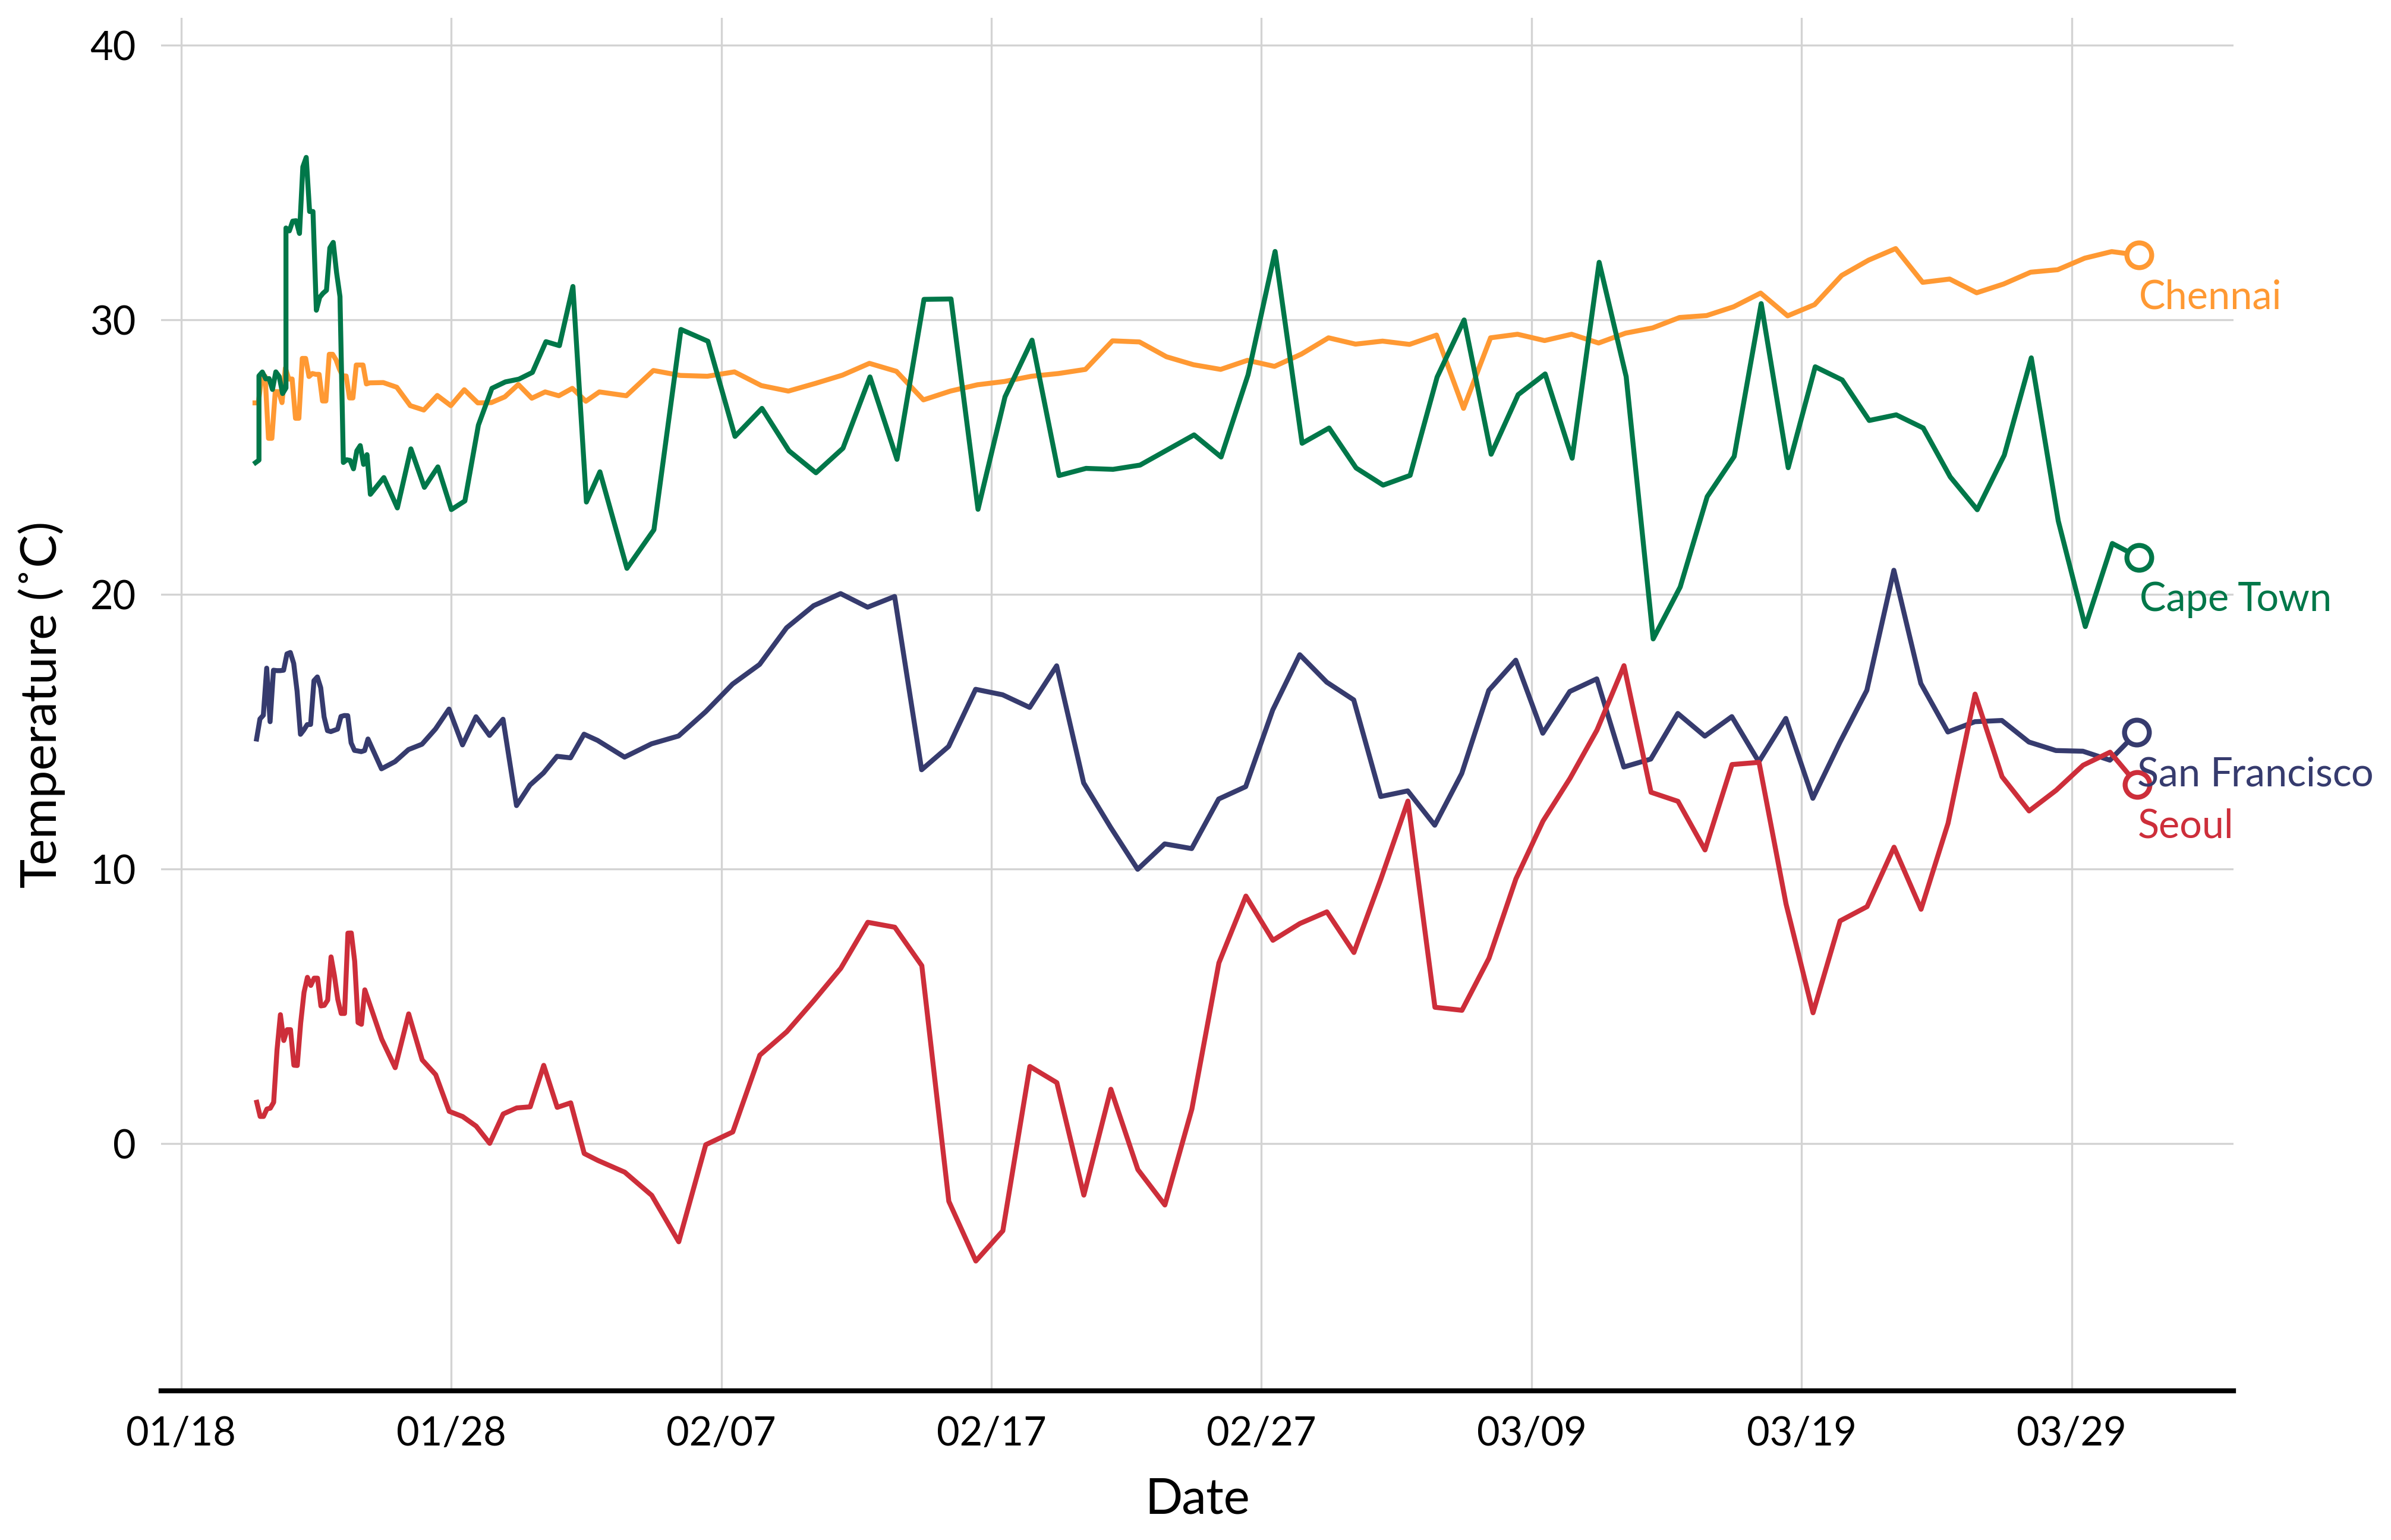 40
30
20
10
0
Temperature (°C)
Chennai
Cape Town
San Francisco
Seoul
01/18 01/28 02/07 02/17 02/27 03/09 03/19 03/29
Date